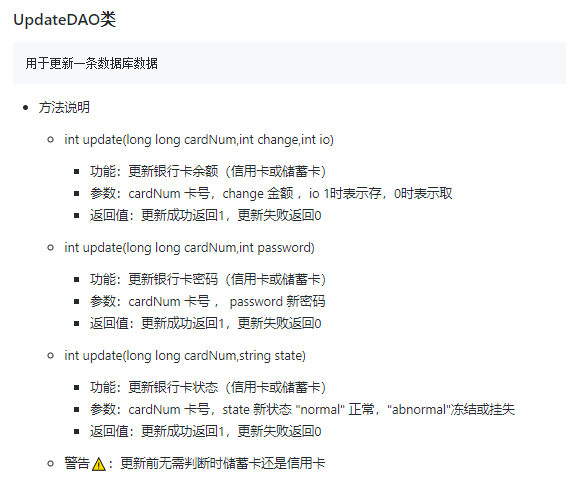 UpdateDAO类
用于更新一条数据库数据
方法说明
int update(long long cardNum,int change,int io)
功能：更新银行卡余额（信用卡或储蓄卡）
参数：cardNum 卡号，change 金额 ，io 1时表示存，0时表示取
返回值：更新成功返回1，更新失败返回0
int update(long long cardNum,int password)
功能：更新银行卡密码（信用卡或储蓄卡）
参数：cardNum 卡号 ， password 新密码
返回值：更新成功返回1，更新失败返回0
int update(long long cardNum,string state)
功能：更新银行卡状态（信用卡或储蓄卡）
参数：cardNum 卡号，state 新状态 "normal" 正常，"abnormal"冻结或挂失
返回值：更新成功返回1，更新失败返回0
警告⚠：更新前无需判断时储蓄卡还是信用卡